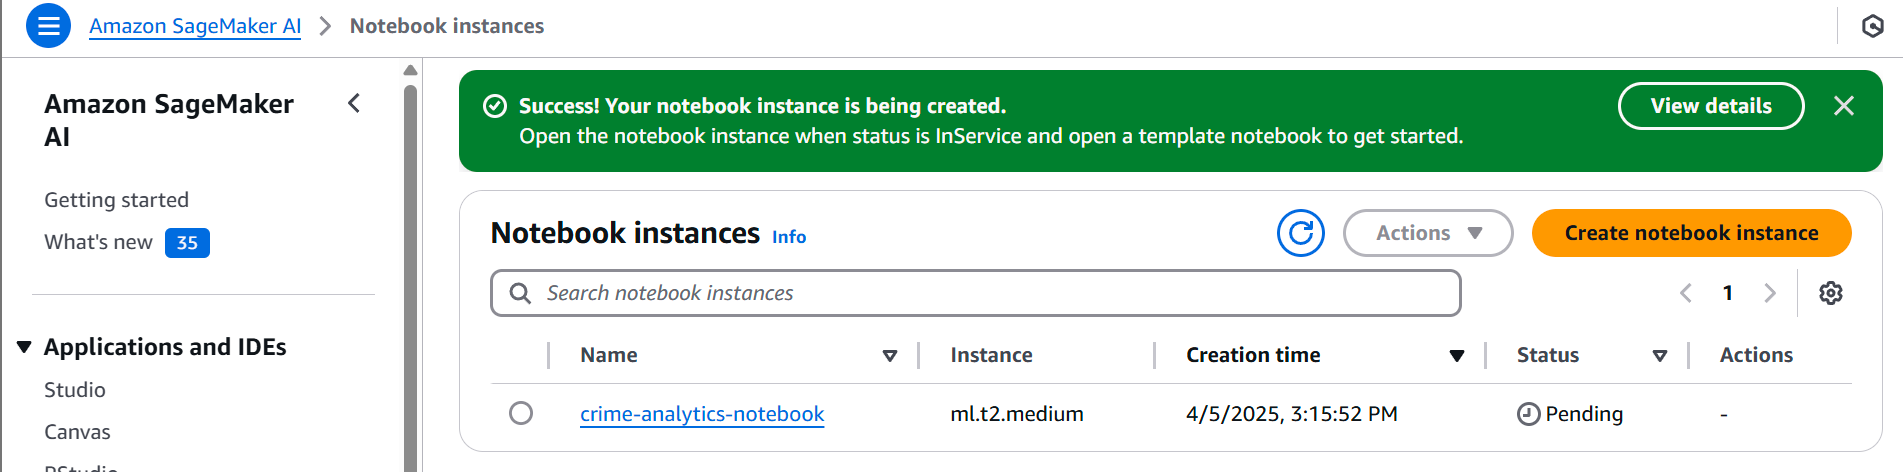 Amazon SageMaker AI > Notebook instances
Amazon SageMaker
AI
Getting started
What's new 35
Applications and IDEs
Studio
Canvas
RStudio
Success! Your notebook instance is being created.
Open the notebook instance when status is InService and open a template notebook to get started.
View details
Notebook instances Info
Actions
Create notebook instance
Search notebook instances
1
Name Instance Creation time Status Actions
crime-analytics-notebook ml.t2.medium 4/5/2025, 3:15:52 PM Pending -